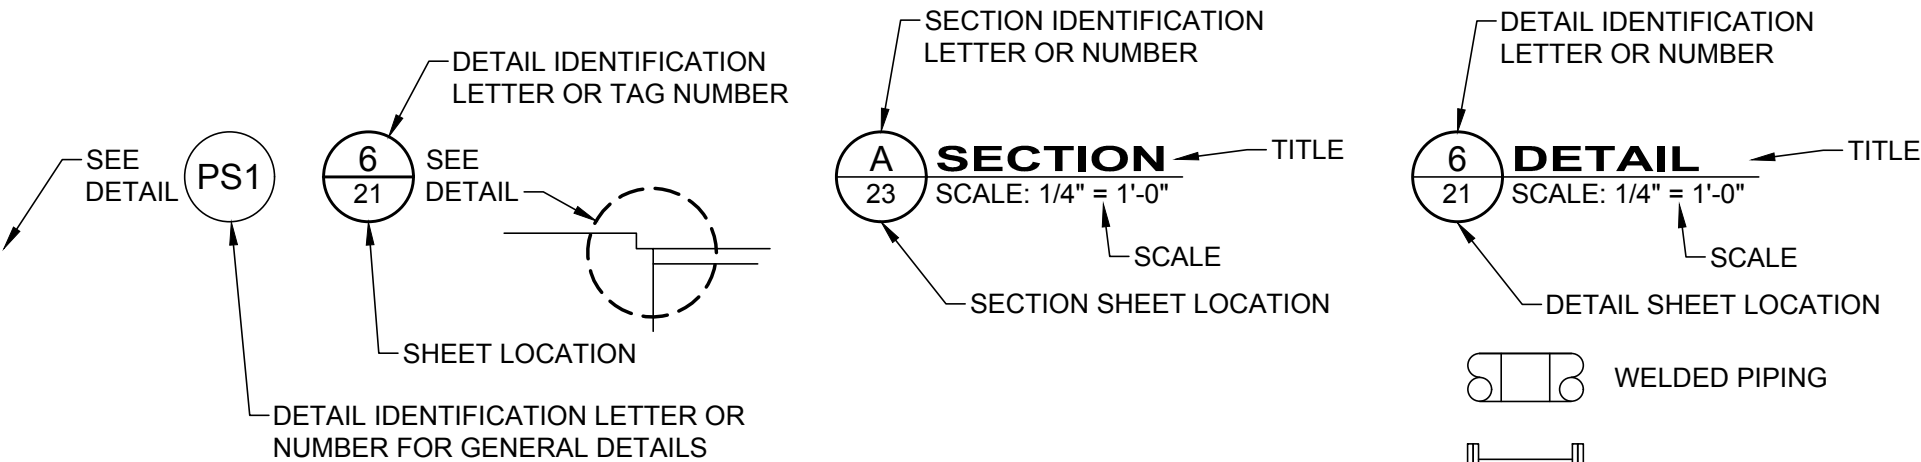 SEE
DETAIL
PS1
DETAIL IDENTIFICATION LETTER OR
NUMBER FOR GENERAL DETAILS
DETAIL IDENTIFICATION
LETTER OR TAG NUMBER
6
21
SEE
DETAIL
SHEET LOCATION
SECTION IDENTIFICATION
LETTER OR NUMBER
A
23
SECTION
SCALE: 1/4" = 1'-0"
TITLE
SCALE
SECTION SHEET LOCATION
DETAIL IDENTIFICATION
LETTER OR NUMBER
6
21
DETAIL
SCALE: 1/4" = 1'-0"
TITLE
SCALE
DETAIL SHEET LOCATION
WELDED PIPING